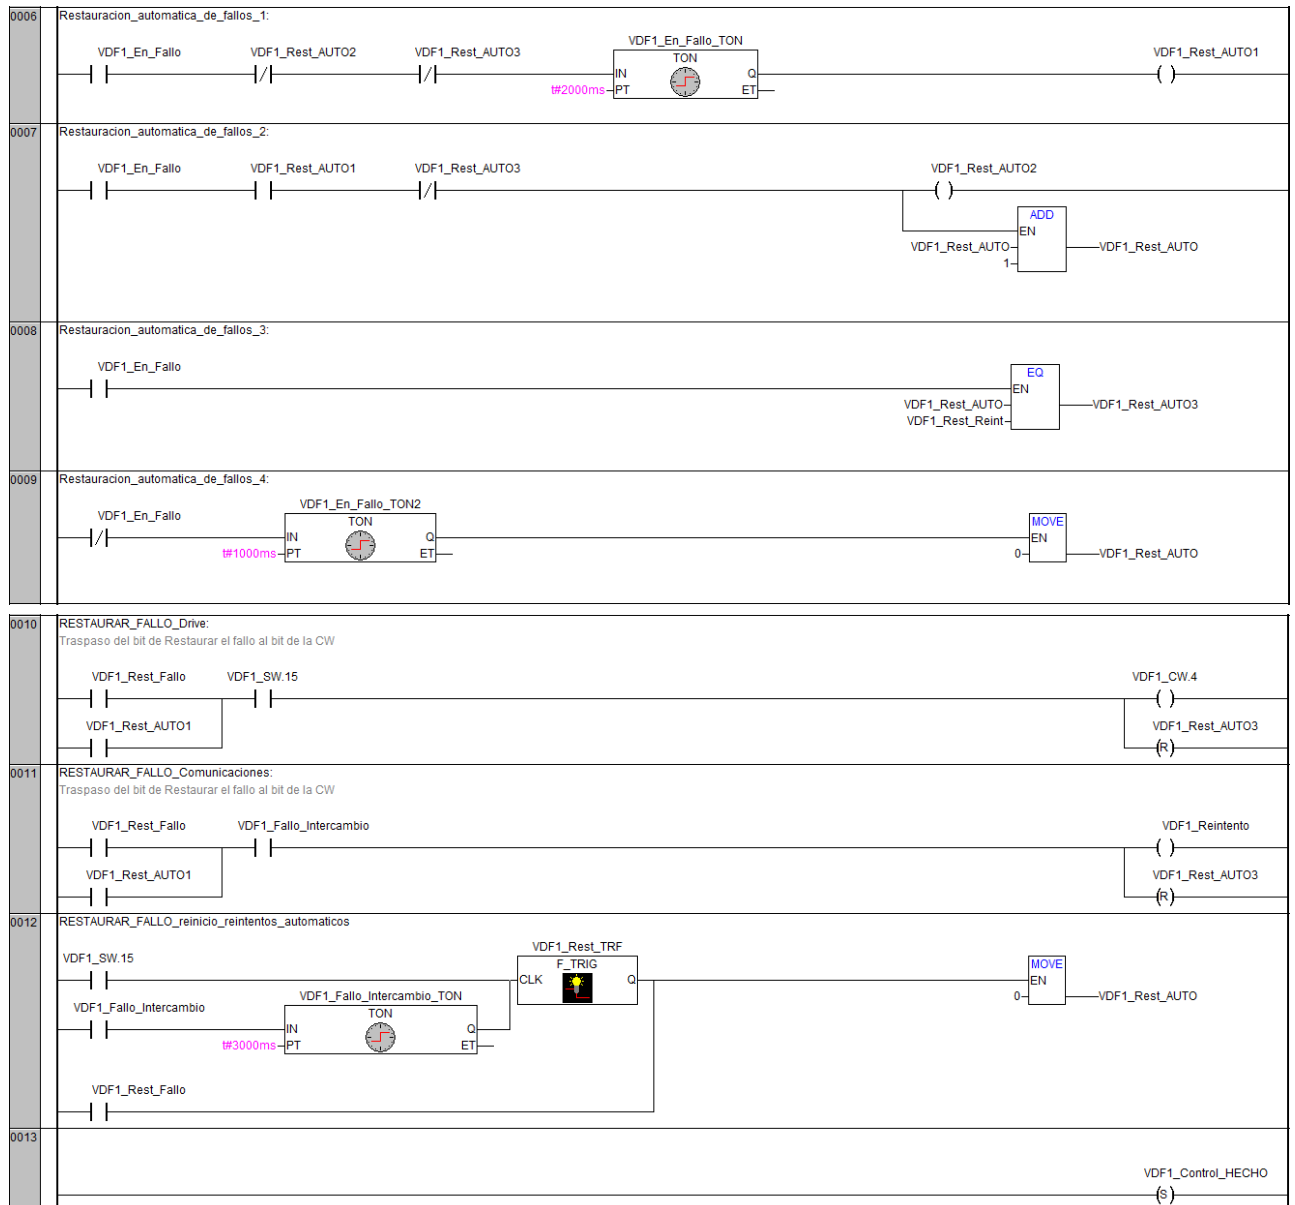 0006 Restauracion_automatica_de_fallos_1:
VDF1_En_Fallo VDF1_Rest_AUTO2 VDF1_Rest_AUTO3 VDF1_En_Fallo_TON VDF1_Rest_AUTO1
TON
IN Q
t#2000ms PT ET
0007 Restauracion_automatica_de_fallos_2:
VDF1_En_Fallo VDF1_Rest_AUTO1 VDF1_Rest_AUTO3 VDF1_Rest_AUTO2
ADD
EN
VDF1_Rest_AUTO VDF1_Rest_AUTO
1
0008 Restauracion_automatica_de_fallos_3:
VDF1_En_Fallo
EQ
EN
VDF1_Rest_AUTO VDF1_Rest_AUTO3
VDF1_Rest_Reint
0009 Restauracion_automatica_de_fallos_4:
VDF1_En_Fallo VDF1_En_Fallo_TON2
TON MOVE
IN Q EN
t#1000ms PT ET 0 VDF1_Rest_AUTO
0010 RESTAURAR_FALLO_Drive:
Traspaso del bit de Restaurar el fallo al bit de la CW
VDF1_Rest_Fallo VDF1_SW.15 VDF1_CW.4
VDF1_Rest_AUTO1 VDF1_Rest_AUTO3
R
0011 RESTAURAR_FALLO_Comunicaciones:
Traspaso del bit de Restaurar el fallo al bit de la CW
VDF1_Rest_Fallo VDF1_Fallo_Intercambio VDF1_Reintento
VDF1_Rest_AUTO1 VDF1_Rest_AUTO3
R
0012 RESTAURAR_FALLO_reinicio_reintentos_automaticos
VDF1_SW.15 VDF1_Rest_TRF
F_TRIG MOVE
CLK Q EN
VDF1_Fallo_Intercambio VDF1_Fallo_Intercambio_TON 0 VDF1_Rest_AUTO
TON
IN Q
t#3000ms PT ET
VDF1_Rest_Fallo
0013
VDF1_Control_HECHO
S